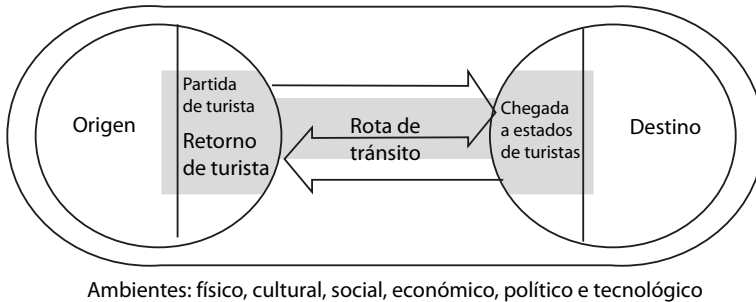 Origen
Partida
de turista
Retorno
de turista
Rota de
tránsito
Chegada
a estados
de turistas
Destino
Ambientes: físico, cultural, social, económico, político e tecnológico